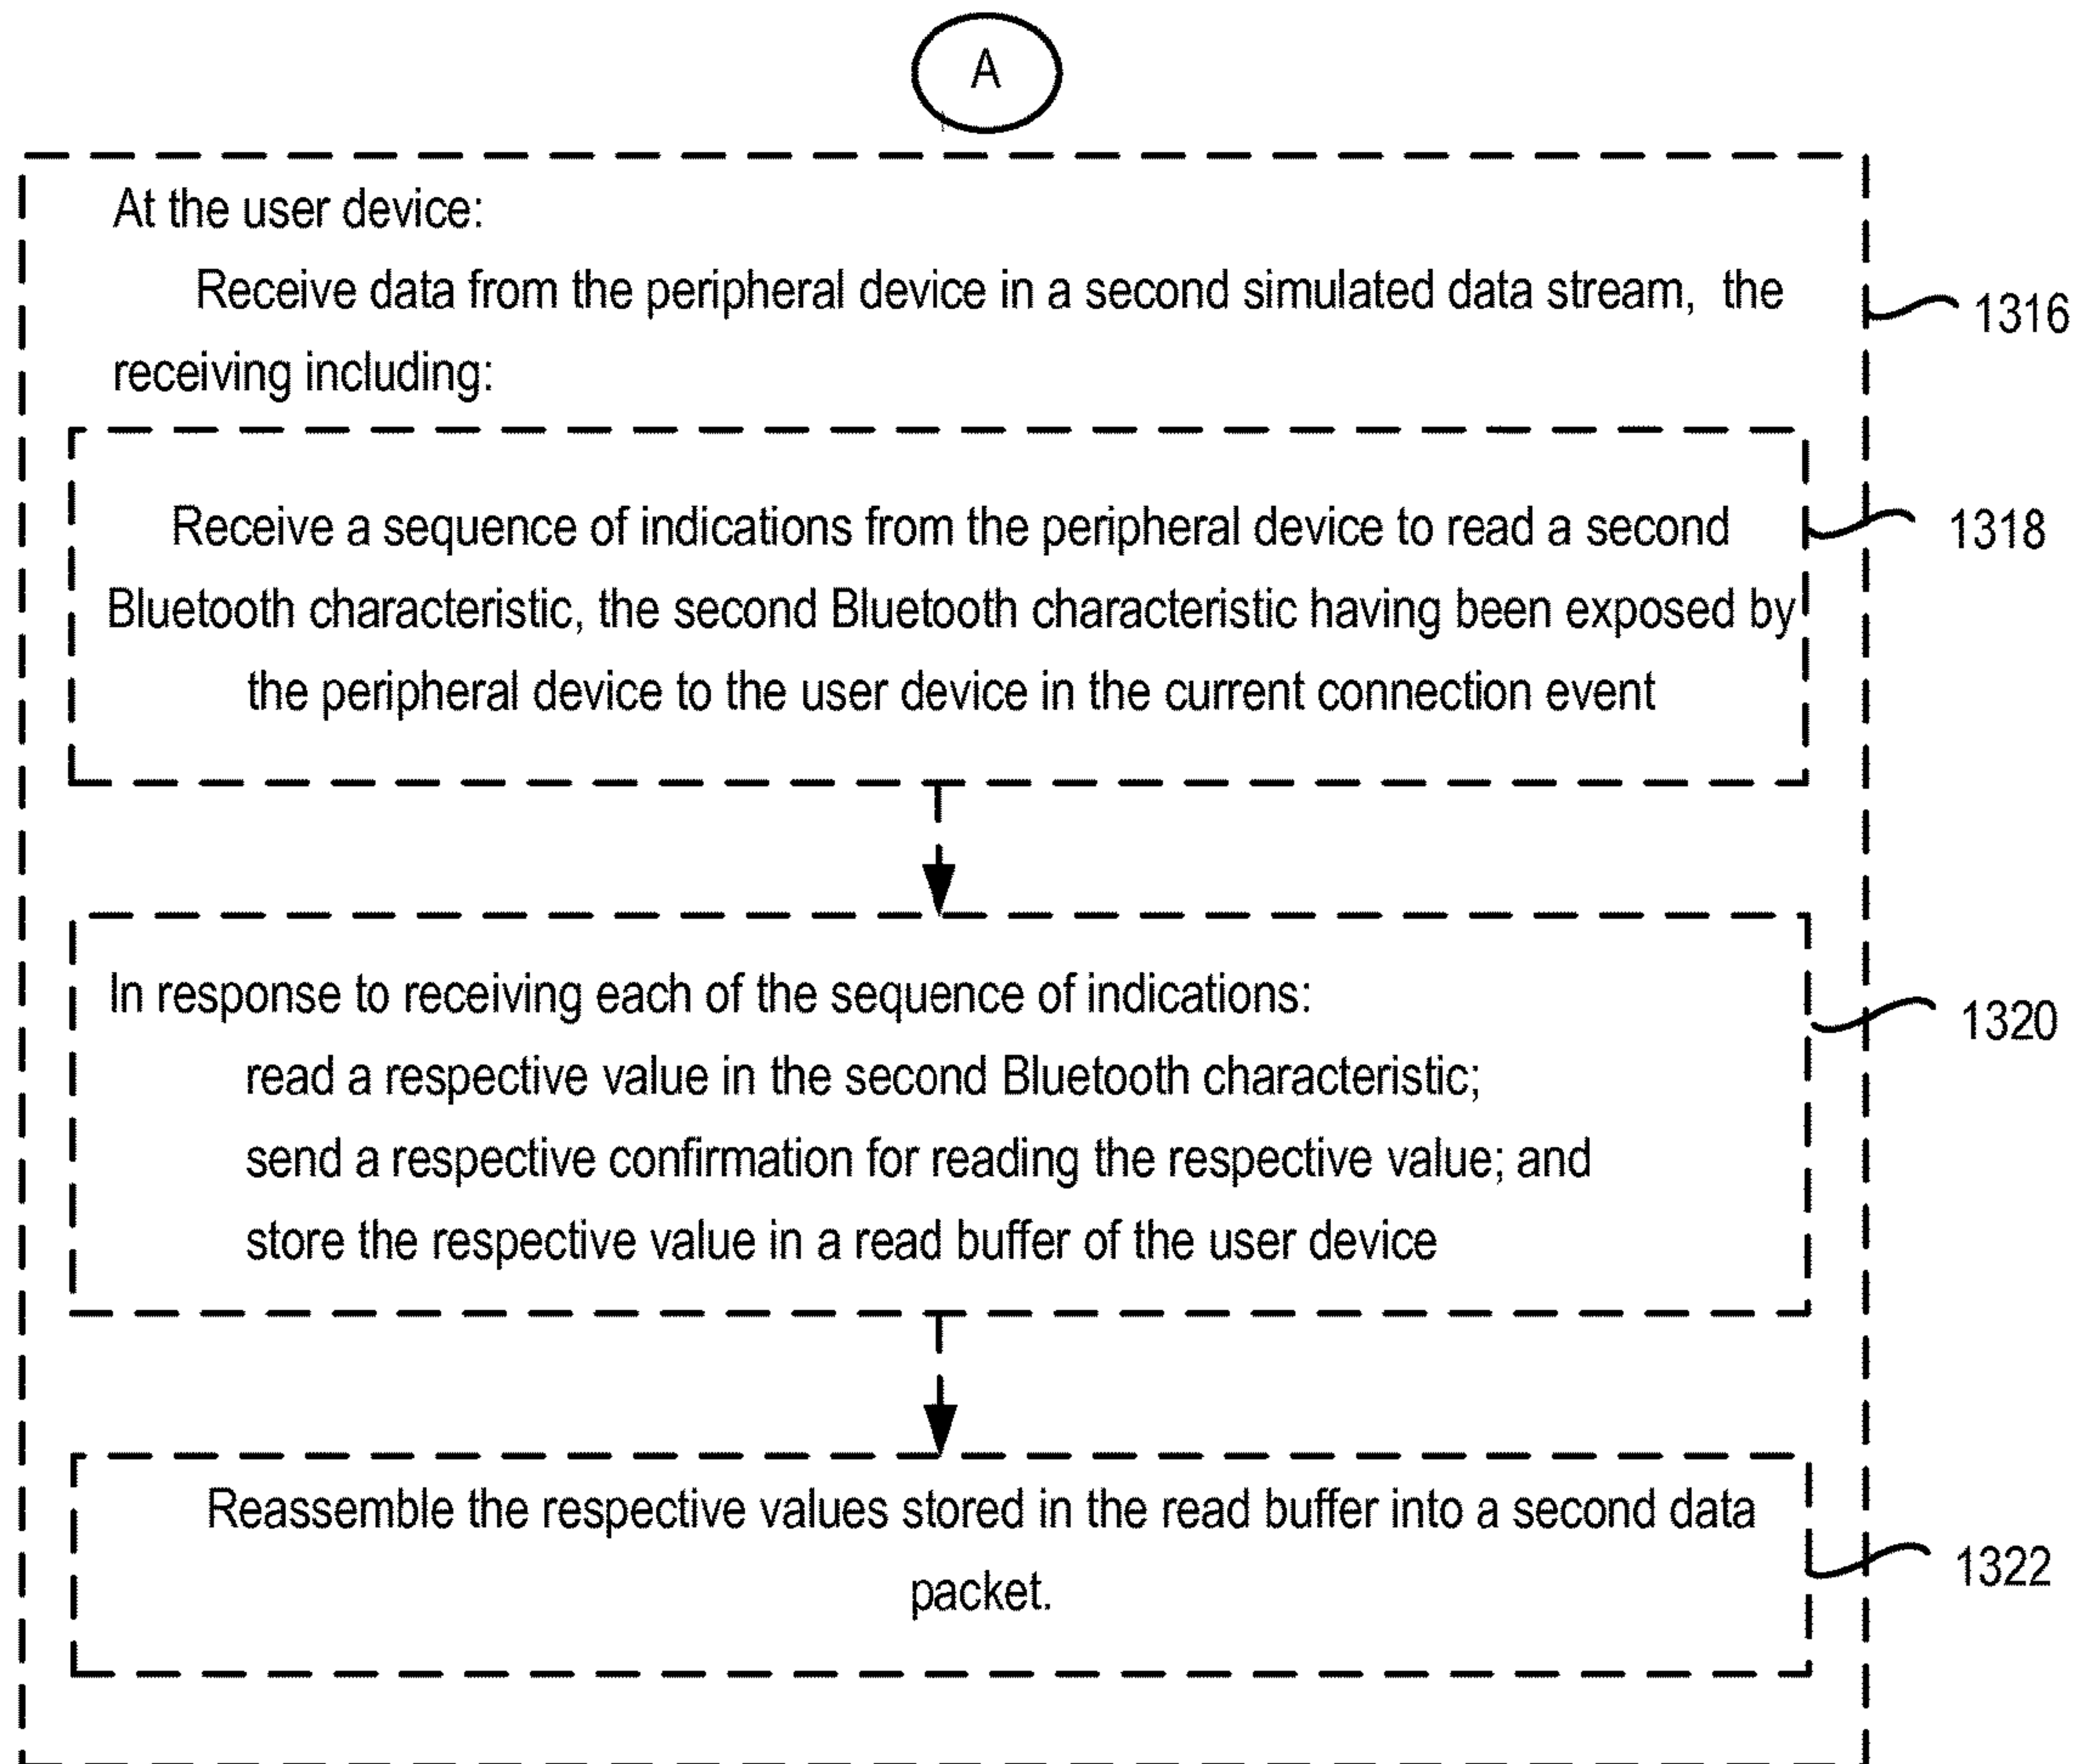 A
At the user device:
Receive data from the peripheral device in a second simulated data stream, the
receiving including:
1316
Receive a sequence of indications from the peripheral device to read a second
Bluetooth characteristic, the second Bluetooth characteristic having been exposed by
the peripheral device to the user device in the current connection event
1318
In response to receiving each of the sequence of indications:
read a respective value in the second Bluetooth characteristic;
send a respective confirmation for reading the respective value; and
store the respective value in a read buffer of the user device
1320
Reassemble the respective values stored in the read buffer into a second data
packet.
1322